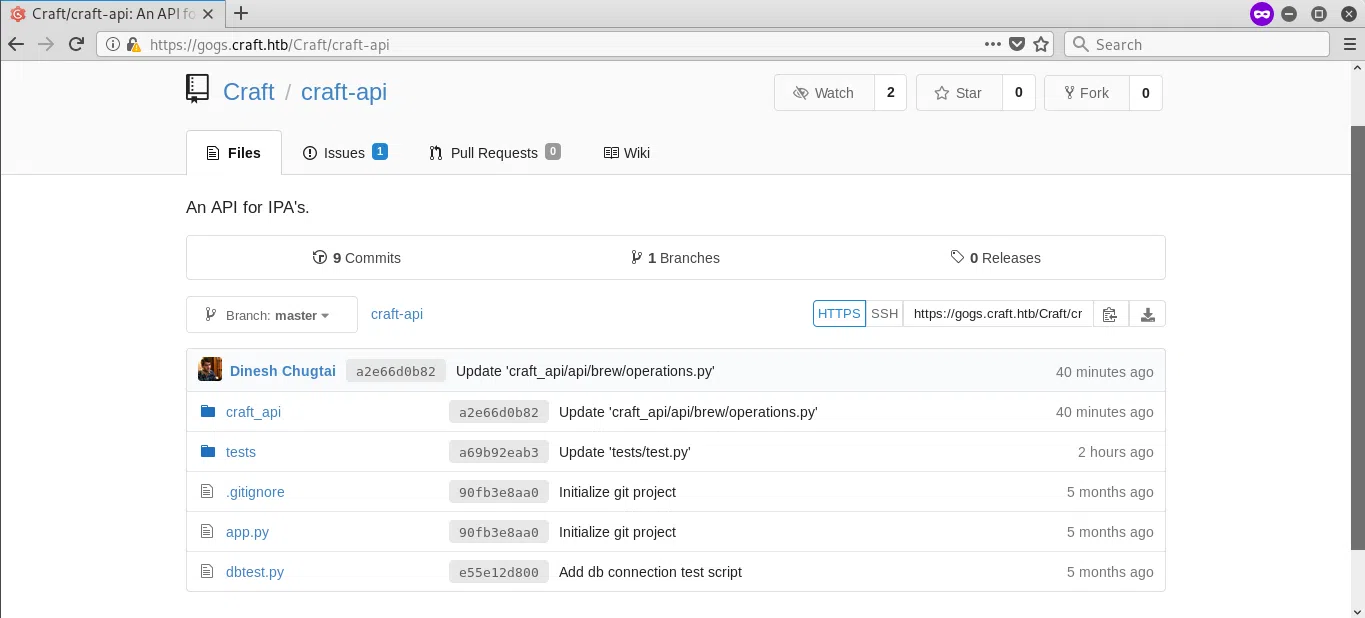 Craft/craft-api: An API fo
https://gogs.craft.htb/Craft/craft-api
Search
Craft / craft-api
Watch 2
Star 0
Fork 0
Files
Issues 1
Pull Requests 0
Wiki
An API for IPA's.
9 Commits
1 Branches
0 Releases
Branch: master
craft-api
HTTPS SSH https://gogs.craft.htb/Craft/cr
Dinesh Chugtai a2e66d0b82 Update 'craft_api/api/brew/operations.py' 40 minutes ago
craft_api a2e66d0b82 Update 'craft_api/api/brew/operations.py' 40 minutes ago
tests a69b92eab3 Update 'tests/test.py' 2 hours ago
.gitignore 90fb3e8aa0 Initialize git project 5 months ago
app.py 90fb3e8aa0 Initialize git project 5 months ago
dbtest.py e55e12d800 Add db connection test script 5 months ago